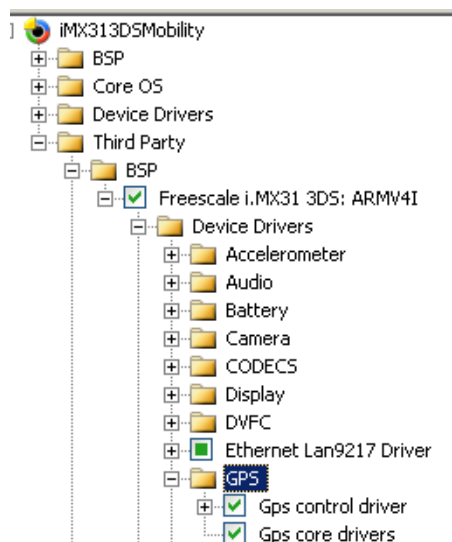 iMX313DSMobility
BSP
Core OS
Device Drivers
Third Party
BSP
Freescale i.MX31 3DS: ARMV4I
Device Drivers
Accelerometer
Audio
Battery
Camera
CODECS
Display
DVFC
Ethernet Lan9217 Driver
GPS
Gps control driver
Gps core drivers